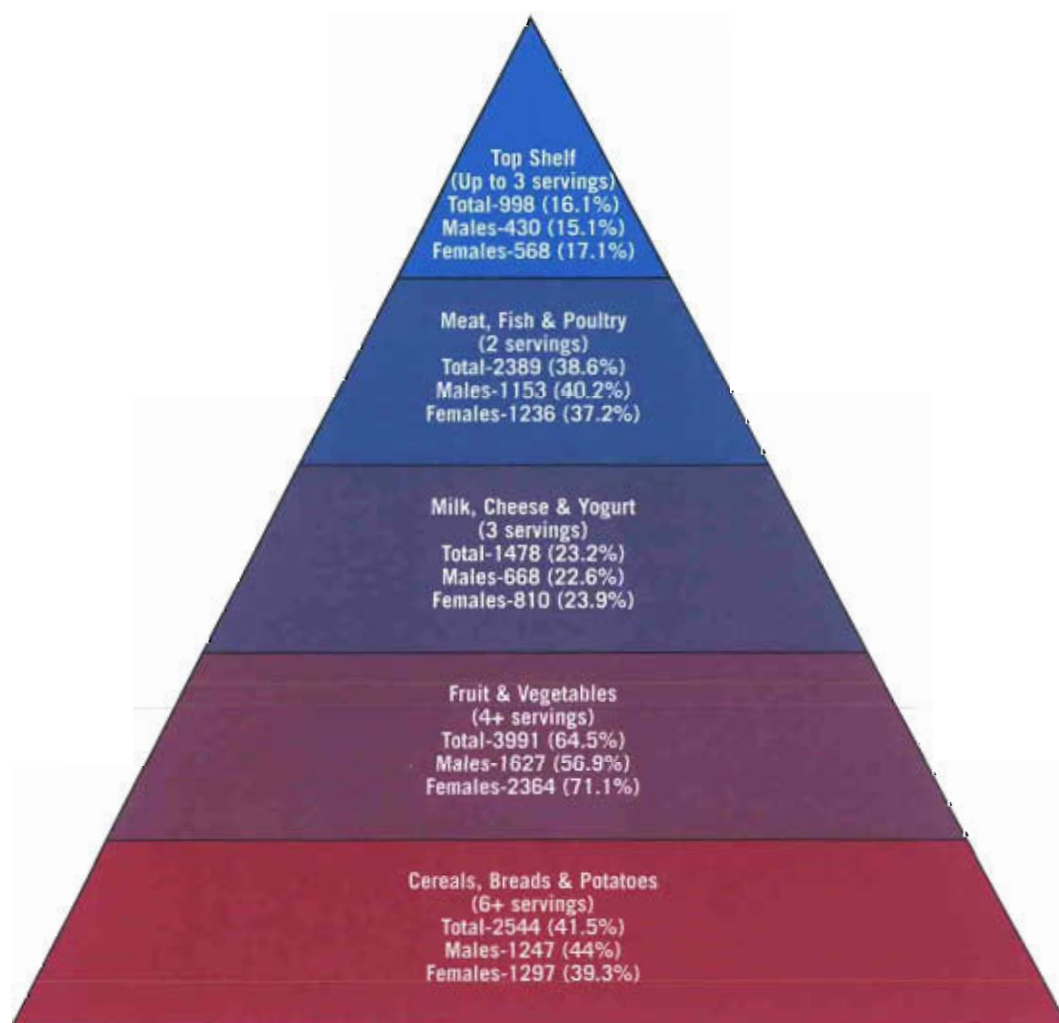 Top Shelf
(Up to 3 servings)
Total-998 (16.1%)
Males-430 (15.1%)
Females-568 (17.1%)
Meat, Fish & Poultry
(2 servings)
Total-2389 (38.6%)
Males-1153 (40.2%)
Females-1236 (37.2%)
Milk, Cheese & Yogurt
(3 servings)
Total-1478 (23.2%)
Males-668 (22.6%)
Females-810 (23.9%)
Fruit & Vegetables
(4+ servings)
Total-3991 (64.5%)
Males-1627 (56.9%)
Females-2364 (71.1%)
Cereals, Breads & Potatoes
(6+ servings)
Total-2544 (41.5%)
Males-1247 (44%)
Females-1297 (39.3%)